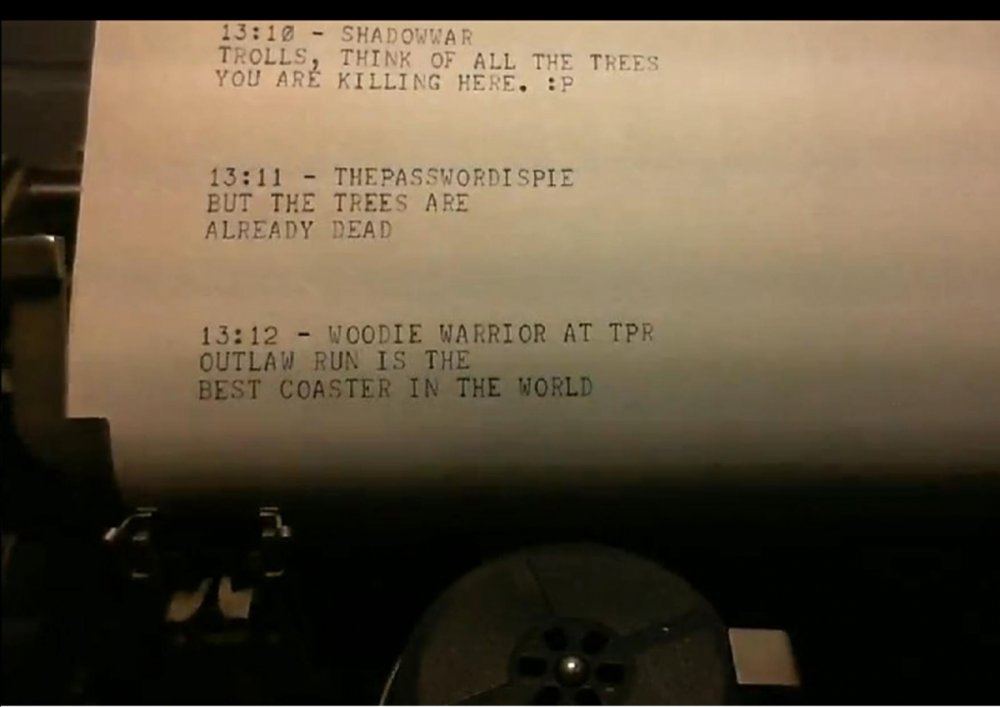 13:10 - SHADOWWAR
TROLLS, THINK OF ALL THE TREES
YOU ARE KILLING HERE. :P
13:11 - THEPASSWORDISPIE
BUT THE TREES ARE
ALREADY DEAD
13:12 - WOODIE WARRIOR AT TPR
OUTLAW RUN IS THE
BEST COASTER IN THE WORLD